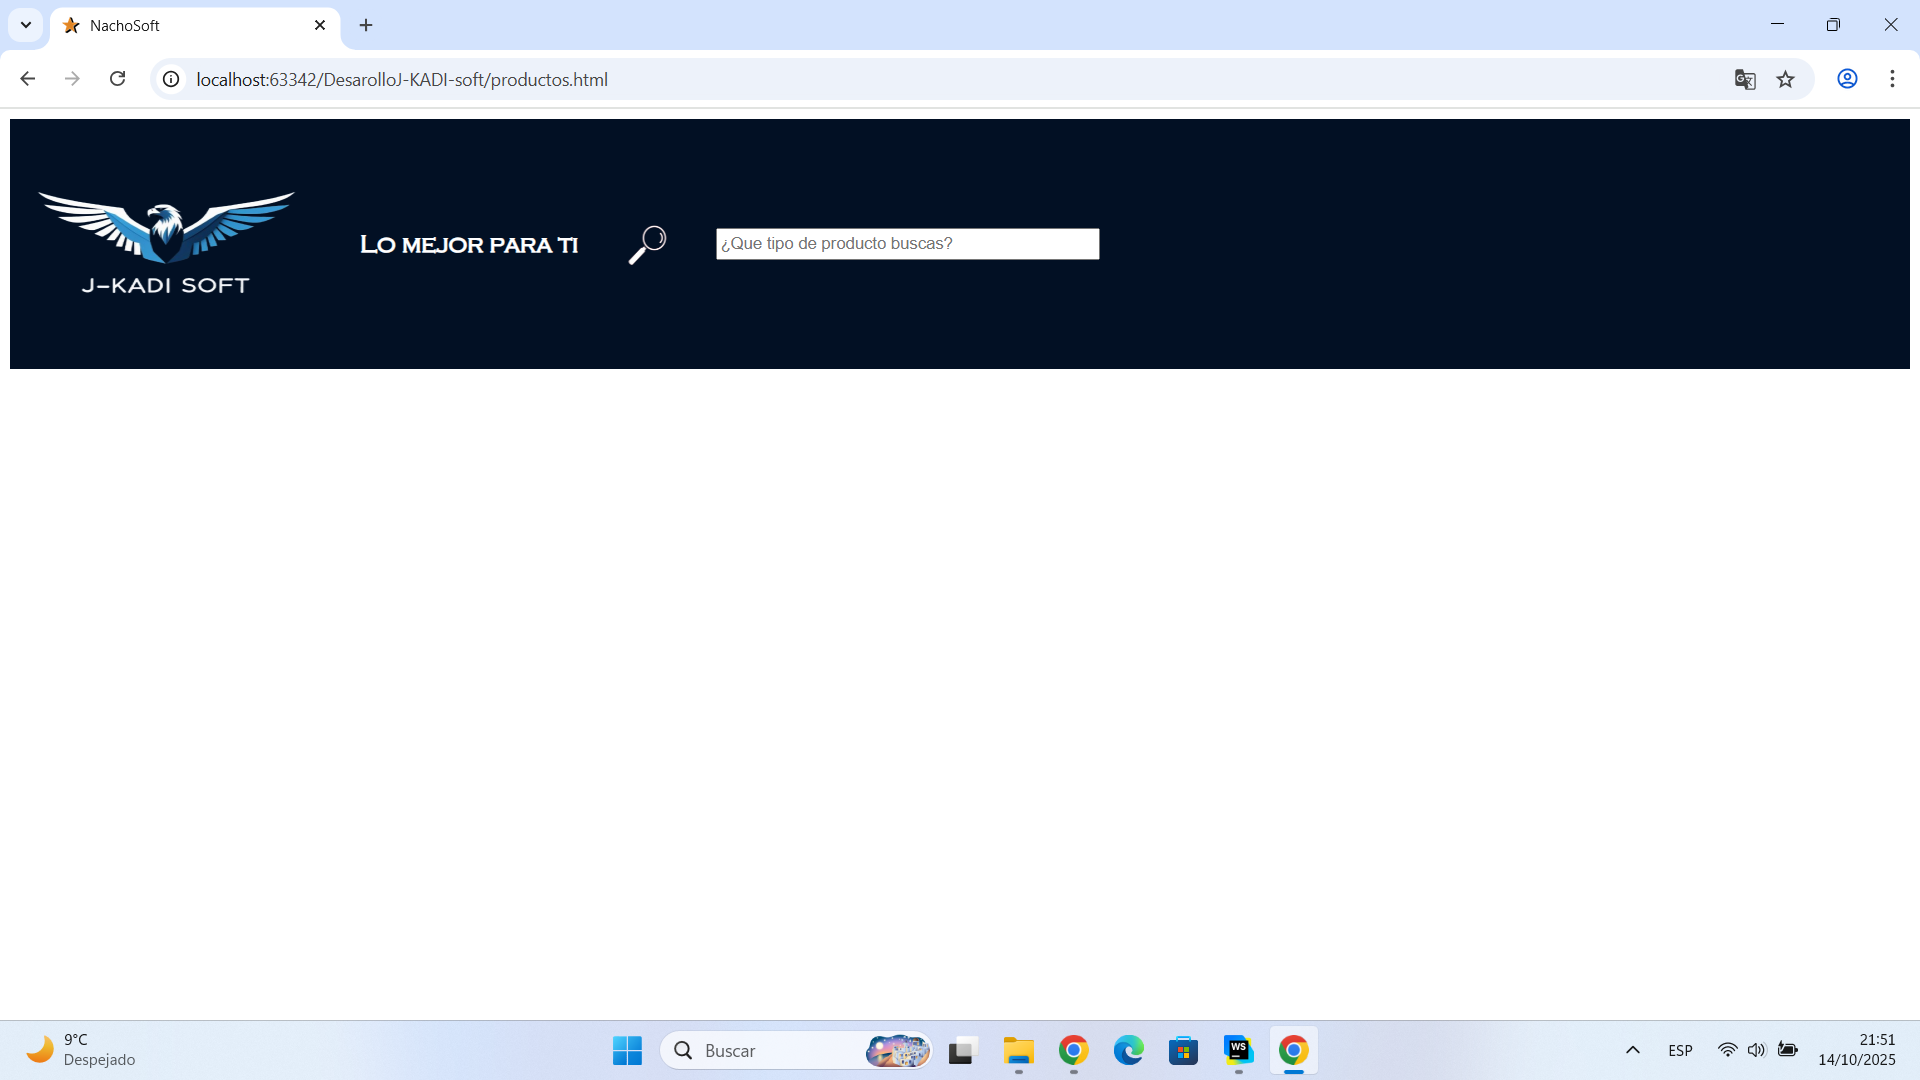 NachoSoft
localhost:63342/DesarolloJ-KADI-soft/productos.html
J-KADI SOFT
LO MEJOR PARA TI
¿Que tipo de producto buscas?
9°C
Despejado
Buscar
WS
ESP
21:51
14/10/2025